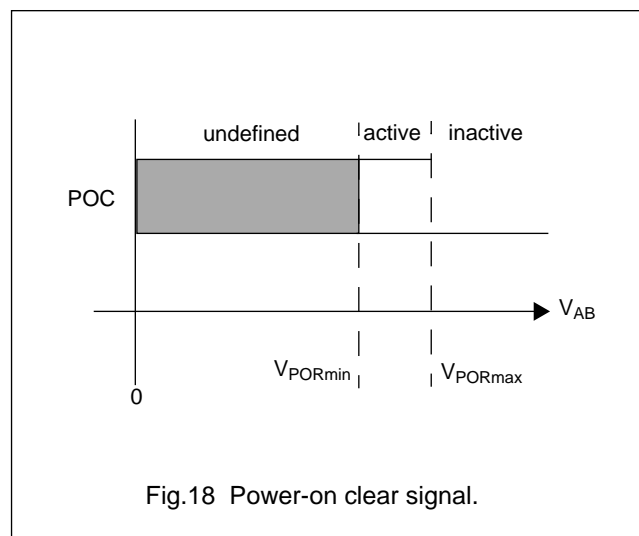 undefined active inactive
POC
V_AB
V_PORmin V_PORmax
0
Fig.18 Power-on clear signal.